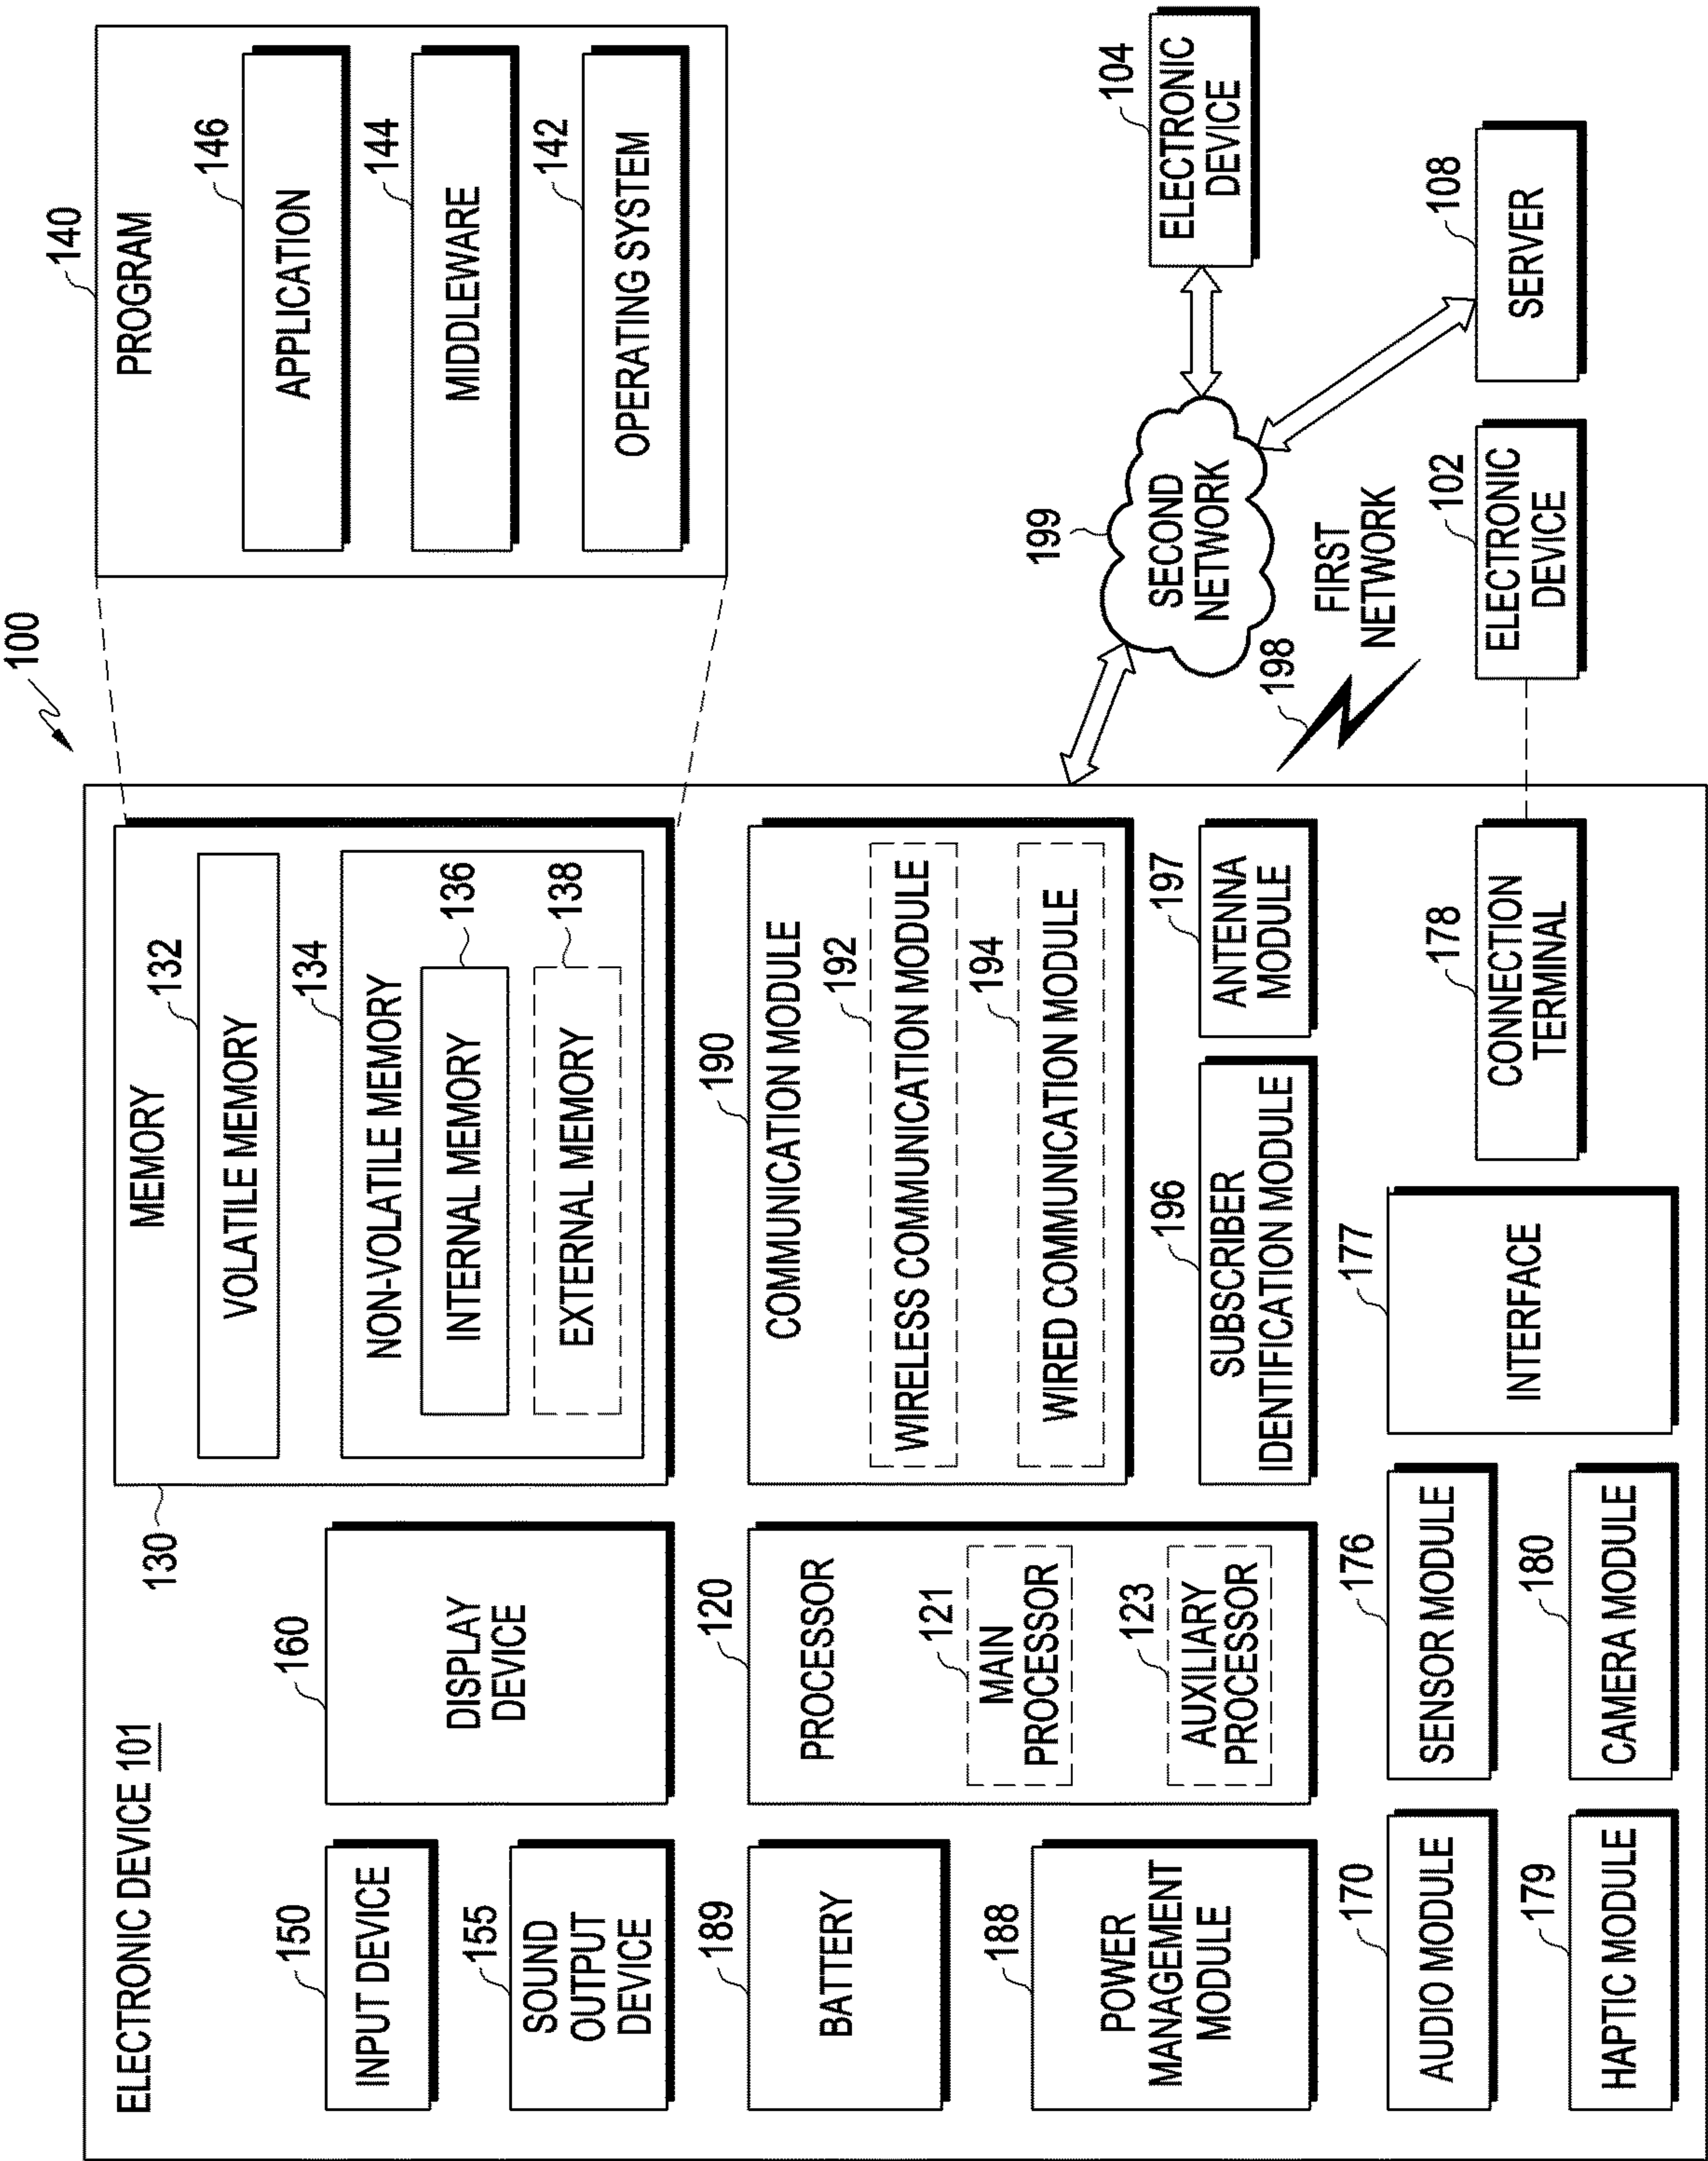 100
ELECTRONIC DEVICE 101
150
INPUT DEVICE
155
SOUND
OUTPUT
DEVICE
160
DISPLAY
DEVICE
130
MEMORY
132
VOLATILE MEMORY
134
NON-VOLATILE MEMORY
136
INTERNAL MEMORY
138
EXTERNAL MEMORY
140
PROGRAM
146
APPLICATION
144
MIDDLEWARE
142
OPERATING SYSTEM
189
BATTERY
188
POWER
MANAGEMENT
MODULE
120
PROCESSOR
121
MAIN
PROCESSOR
123
AUXILIARY
PROCESSOR
190
COMMUNICATION MODULE
192
WIRELESS COMMUNICATION MODULE
194
WIRED COMMUNICATION MODULE
196
SUBSCRIBER
IDENTIFICATION MODULE
197
ANTENNA
MODULE
170
AUDIO MODULE
176
SENSOR MODULE
179
HAPTIC MODULE
180
CAMERA MODULE
177
INTERFACE
178
CONNECTION
TERMINAL
199
SECOND
NETWORK
198
FIRST
NETWORK
104
ELECTRONIC
DEVICE
102
ELECTRONIC
DEVICE
108
SERVER